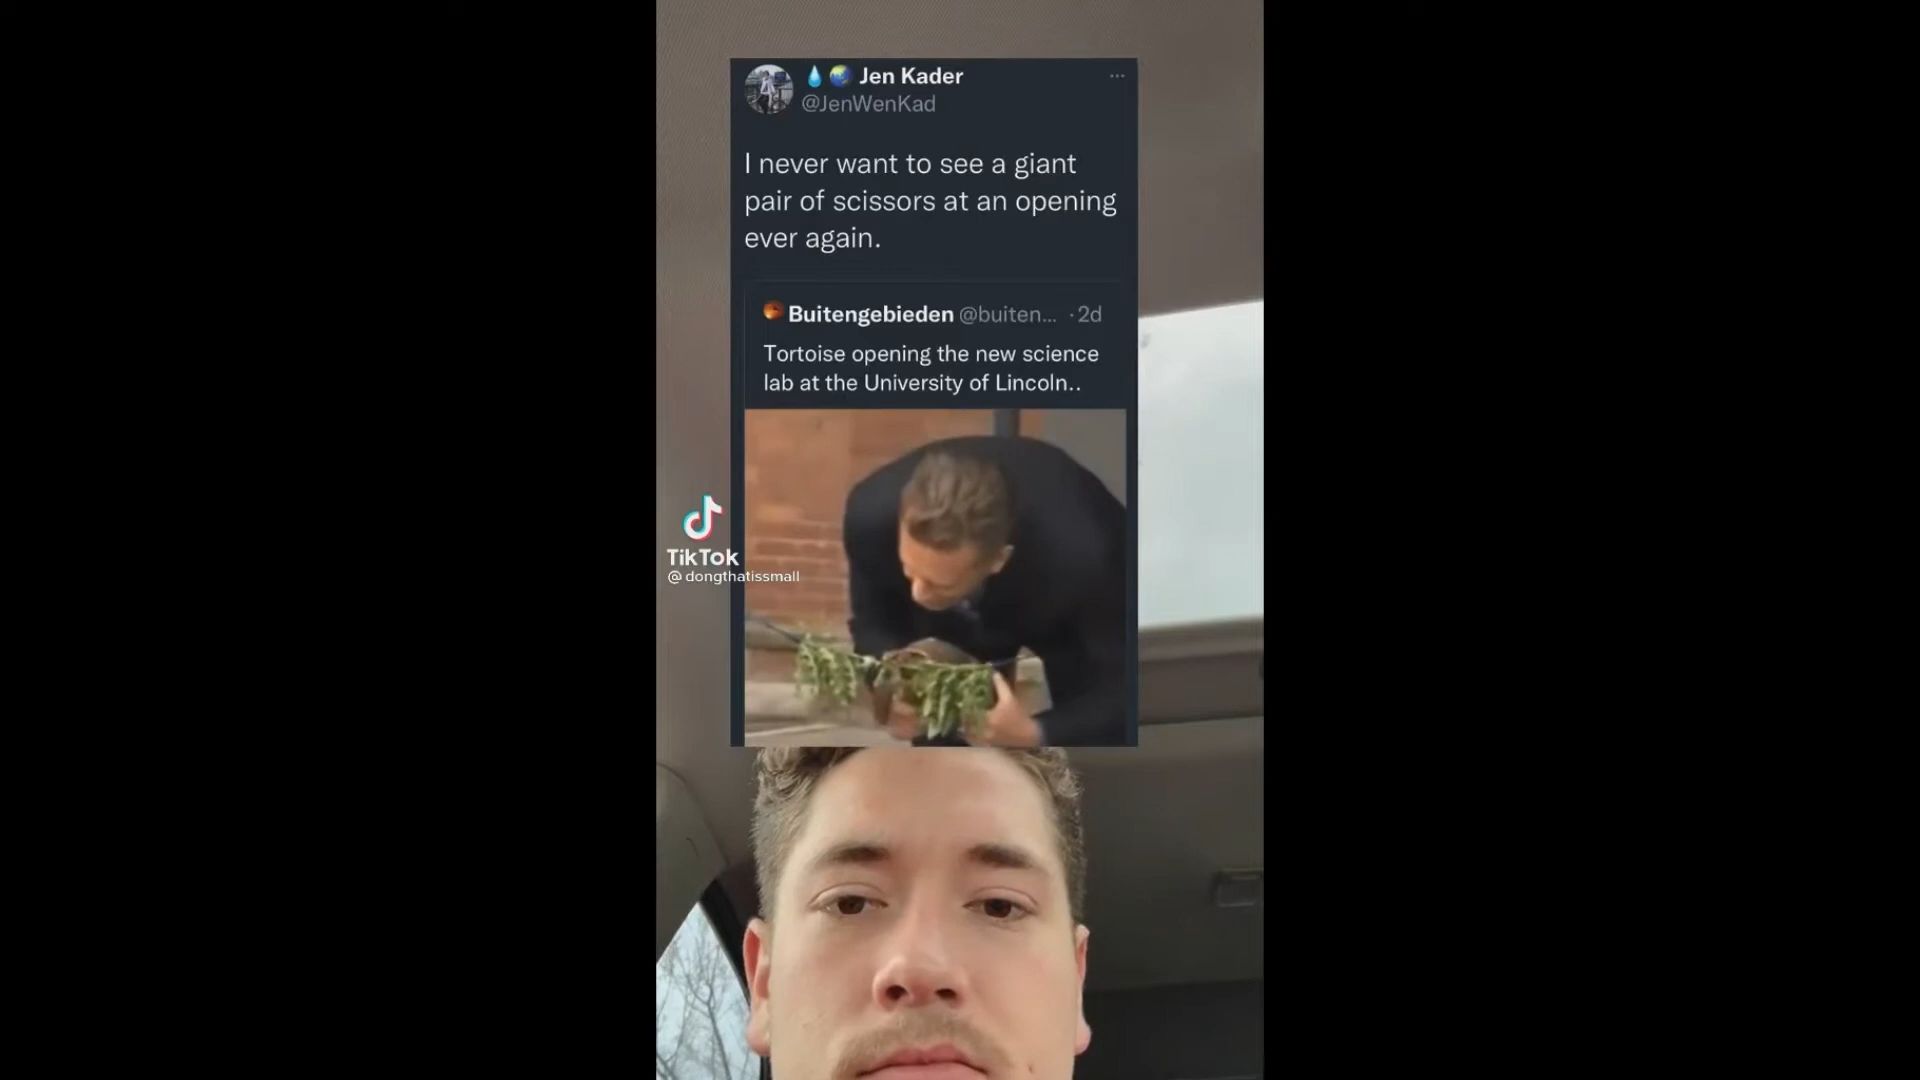 💧🌏 Jen Kader
@JenWenKad
I never want to see a giant
pair of scissors at an opening
ever again.
Buitengebieden @buiten... · 2d
Tortoise opening the new science
lab at the University of Lincoln..
TikTok
@dongthatissmall